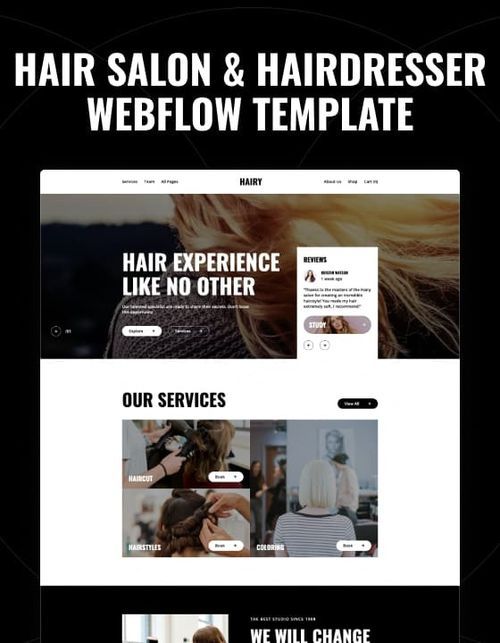 HAIR SALON & HAIRDRESSER
WEBFLOW TEMPLATE
Services Team All Pages
HAIRY
About Us Shop Cart (0)
HAIR EXPERIENCE
LIKE NO OTHER
Our talented specialist are ready to share their secrets. Don't loose
this opportunity
Explore
Services
REVIEWS
1 week ago
"Thanks to the masters of the Hairy
salon for creating an incredible
hairstyle! You made my hair
extremely soft, I recommend!"
STUDY
OUR SERVICES
View All
HAIRCUT
Book
HAIRSTYLES
Book
COLORING
Book
THE BEST STUDIO SINCE 1989
WE WILL CHANGE